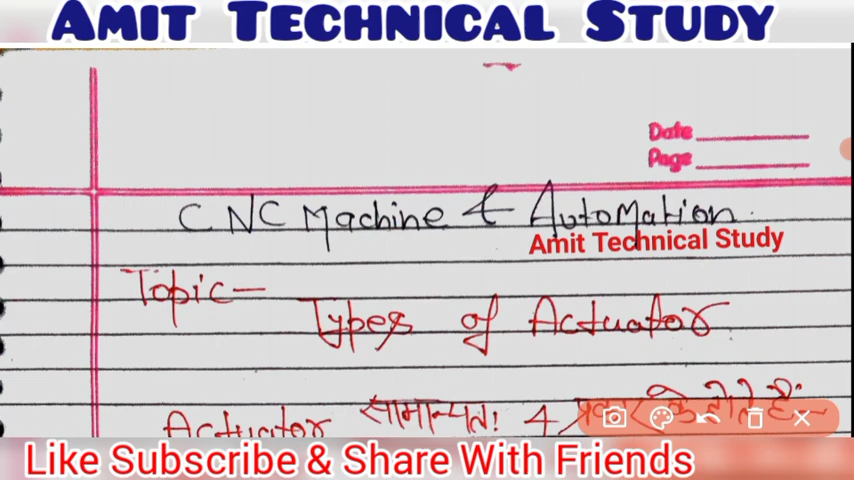 AMIT TECHNICAL STUDY
Date
Page
CNC Machine & Automation.
Amit Technical Study
Topic-
Types of Actuator
Actuator सामान्यतः 4 प्रकार के होते हैं-
Like Subscribe & Share With Friends